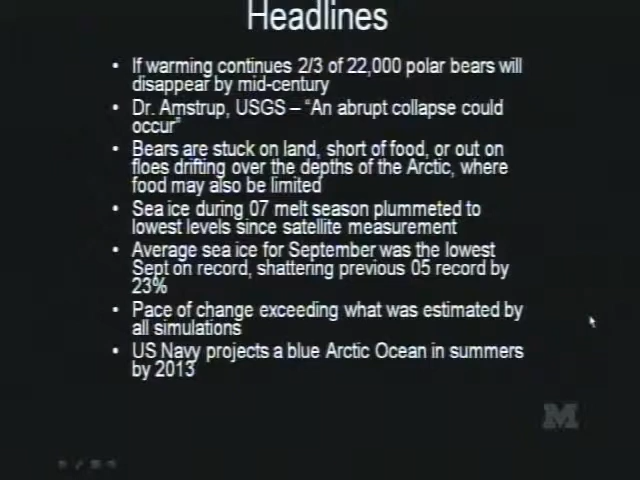 Headlines
• If warming continues 2/3 of 22,000 polar bears will
disappear by mid-century
• Dr. Amstrup, USGS – “An abrupt collapse could
occur”
• Bears are stuck on land, short of food, or out on
floes drifting over the depths of the Arctic, where
food may also be limited
• Sea ice during 07 melt season plummeted to
lowest levels since satellite measurement
• Average sea ice for September was the lowest
Sept on record, shattering previous 05 record by
23%
• Pace of change exceeding what was estimated by
all simulations
• US Navy projects a blue Arctic Ocean in summers
by 2013
M